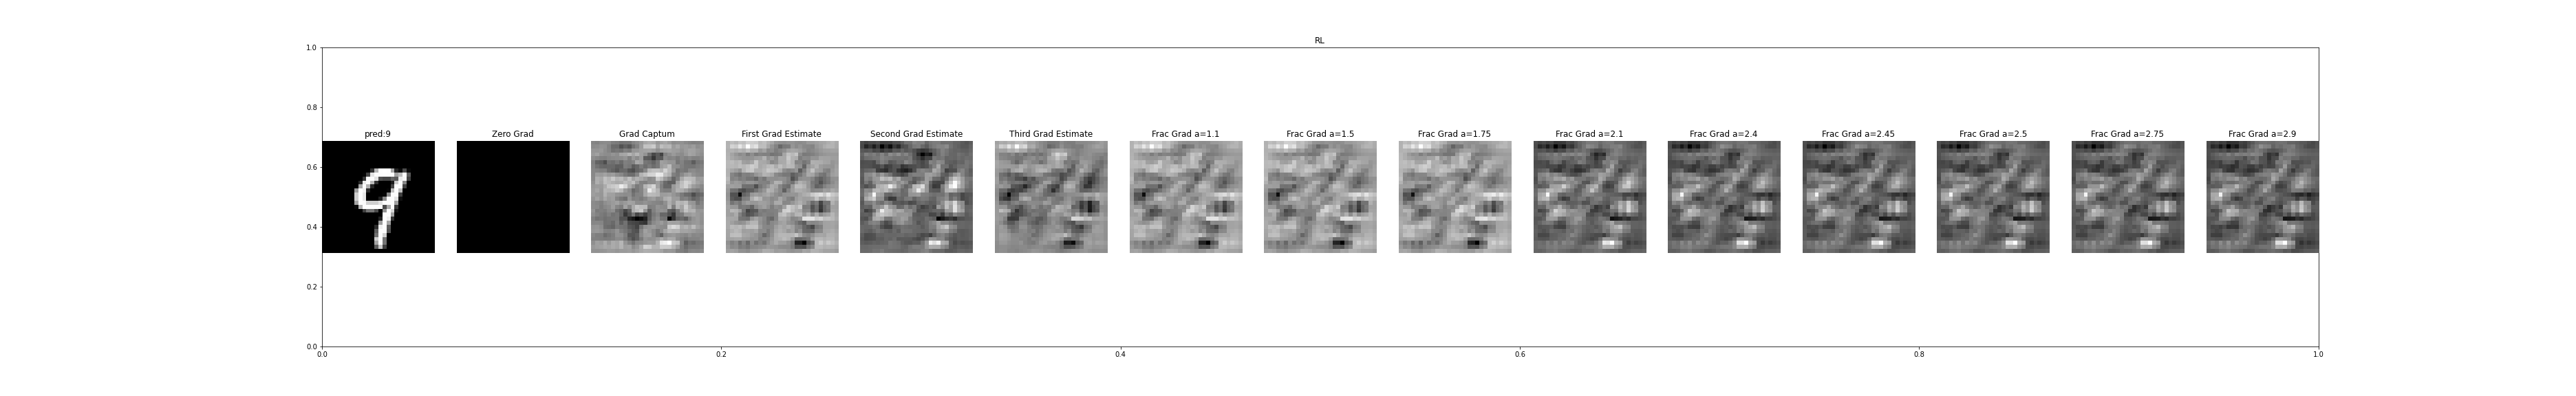 RL
1.0
0.8
0.6
0.4
0.2
0.0
pred:9 Zero Grad Grad Captum First Grad Estimate Second Grad Estimate Third Grad Estimate Frac Grad a=1.1 Frac Grad a=1.5 Frac Grad a=1.75 Frac Grad a=2.1 Frac Grad a=2.4 Frac Grad a=2.45 Frac Grad a=2.5 Frac Grad a=2.75 Frac Grad a=2.9
9
0.0 0.2 0.4 0.6 0.8 1.0